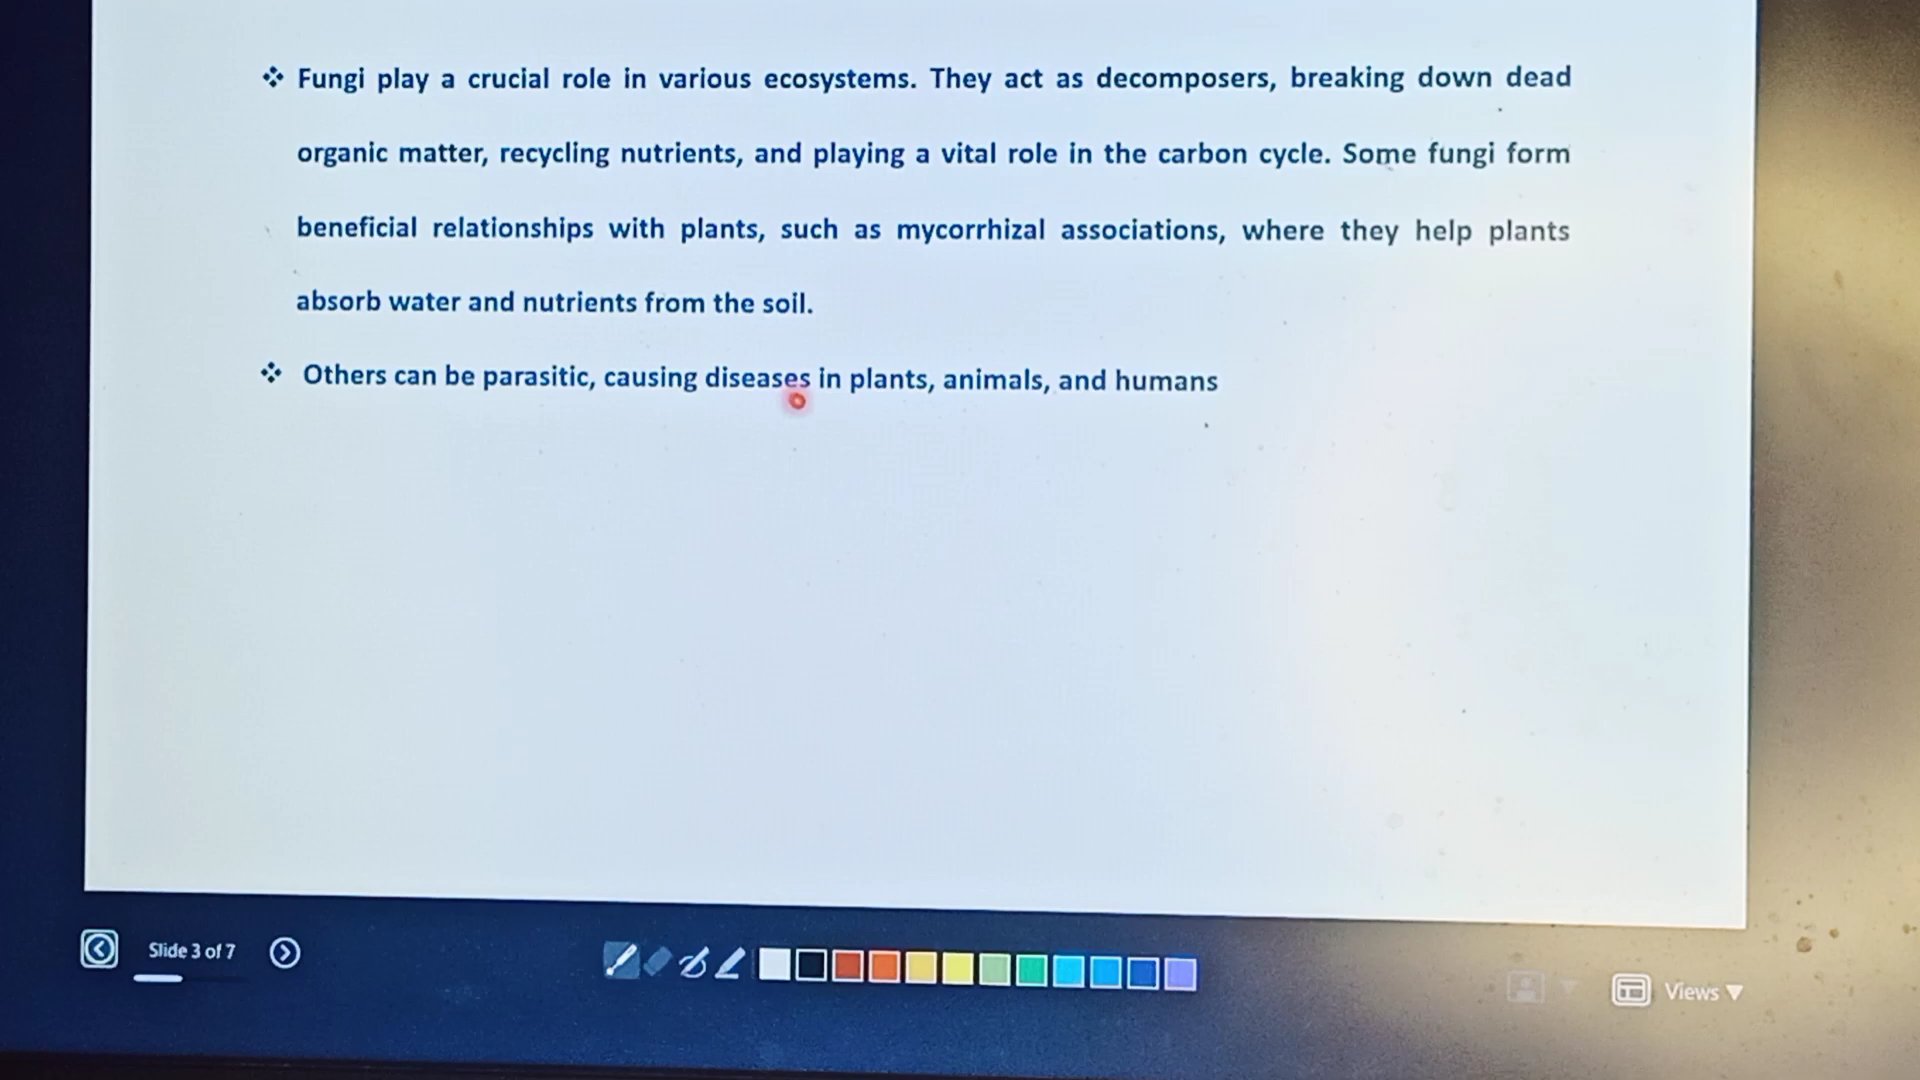 ❖ Fungi play a crucial role in various ecosystems. They act as decomposers, breaking down dead
organic matter, recycling nutrients, and playing a vital role in the carbon cycle. Some fungi form
beneficial relationships with plants, such as mycorrhizal associations, where they help plants
absorb water and nutrients from the soil.
❖ Others can be parasitic, causing diseases in plants, animals, and humans
Slide 3 of 7
Views